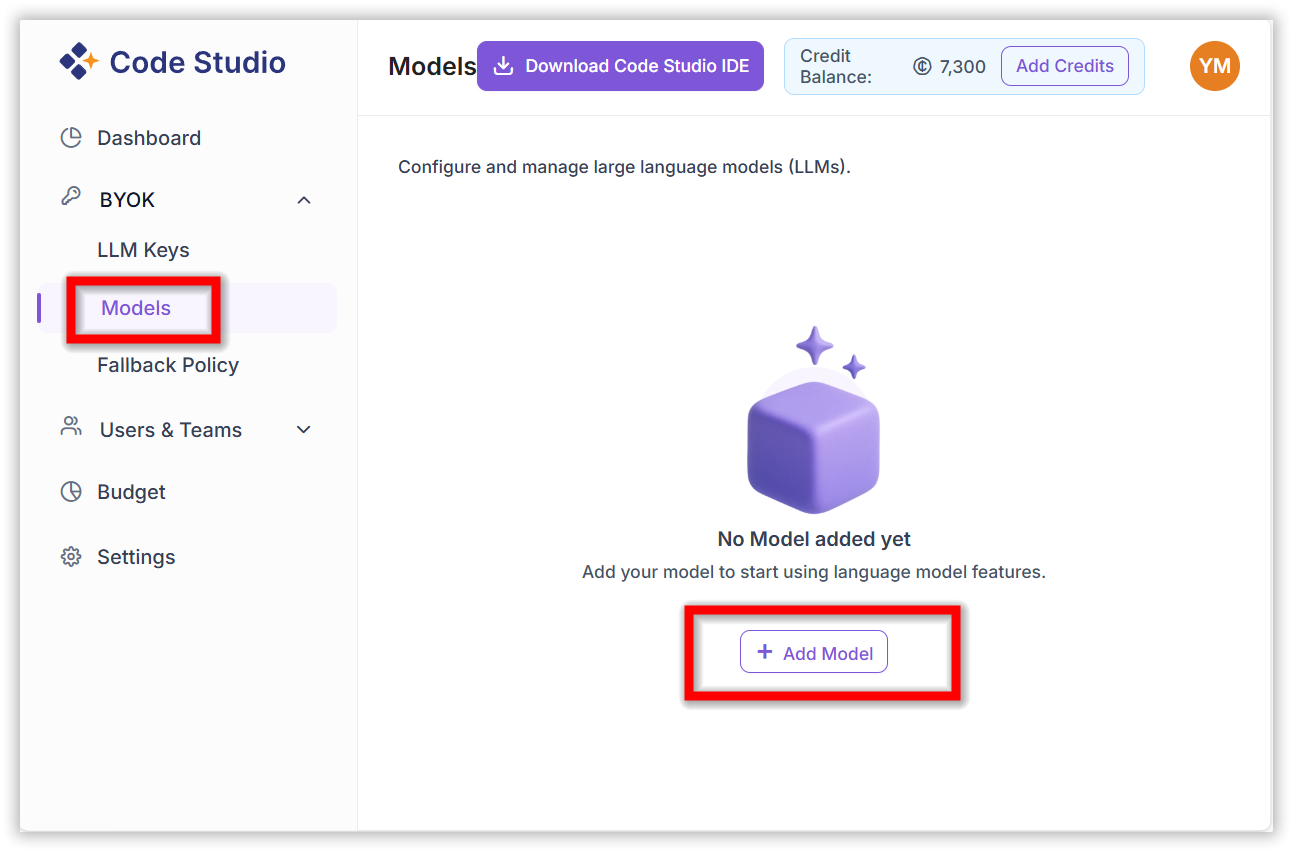 Code Studio
Dashboard
BYOK
LLM Keys
Models
Fallback Policy
Users & Teams
Budget
Settings
Models
Download Code Studio IDE
Credit
Balance:
7,300
Add Credits
YM
Configure and manage large language models (LLMs).
No Model added yet
Add your model to start using language model features.
+ Add Model